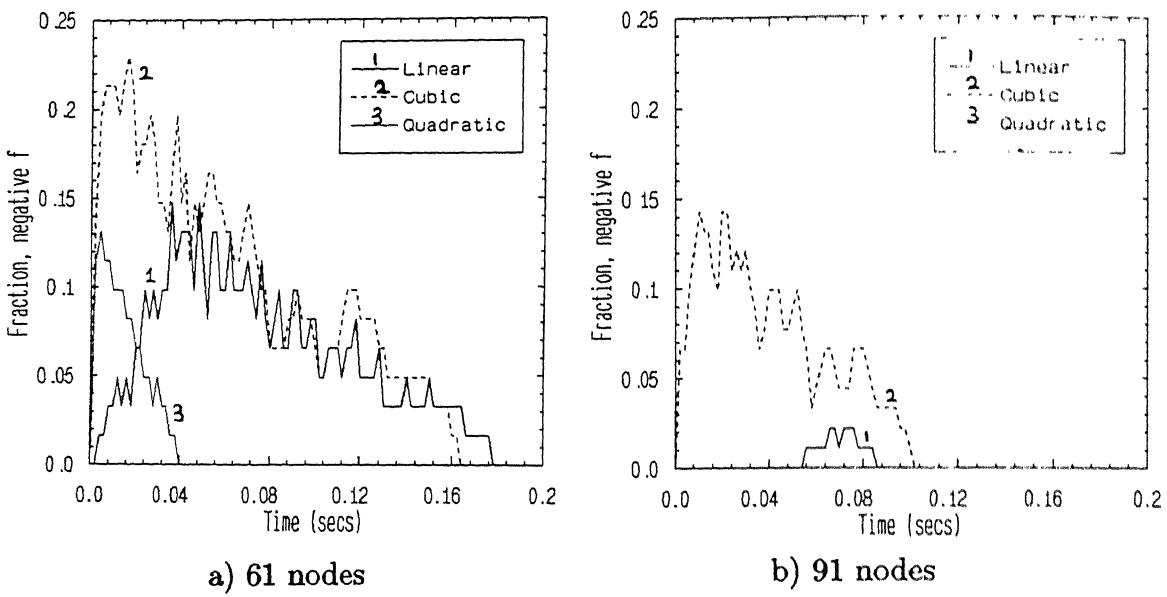 0.25
0.2
0.15
0.1
0.05
0.0
Fraction, negative f
1 Linear
2 Cubic
3 Quadratic
2
1
3
0.0 0.04 0.08 0.12 0.16 0.2
Time (secs)
a) 61 nodes
0.25
0.2
0.15
0.1
0.05
0.0
Fraction, negative f
1 Linear
2 Cubic
3 Quadratic
2
1
0.0 0.04 0.08 0.12 0.16 0.2
Time (secs)
b) 91 nodes